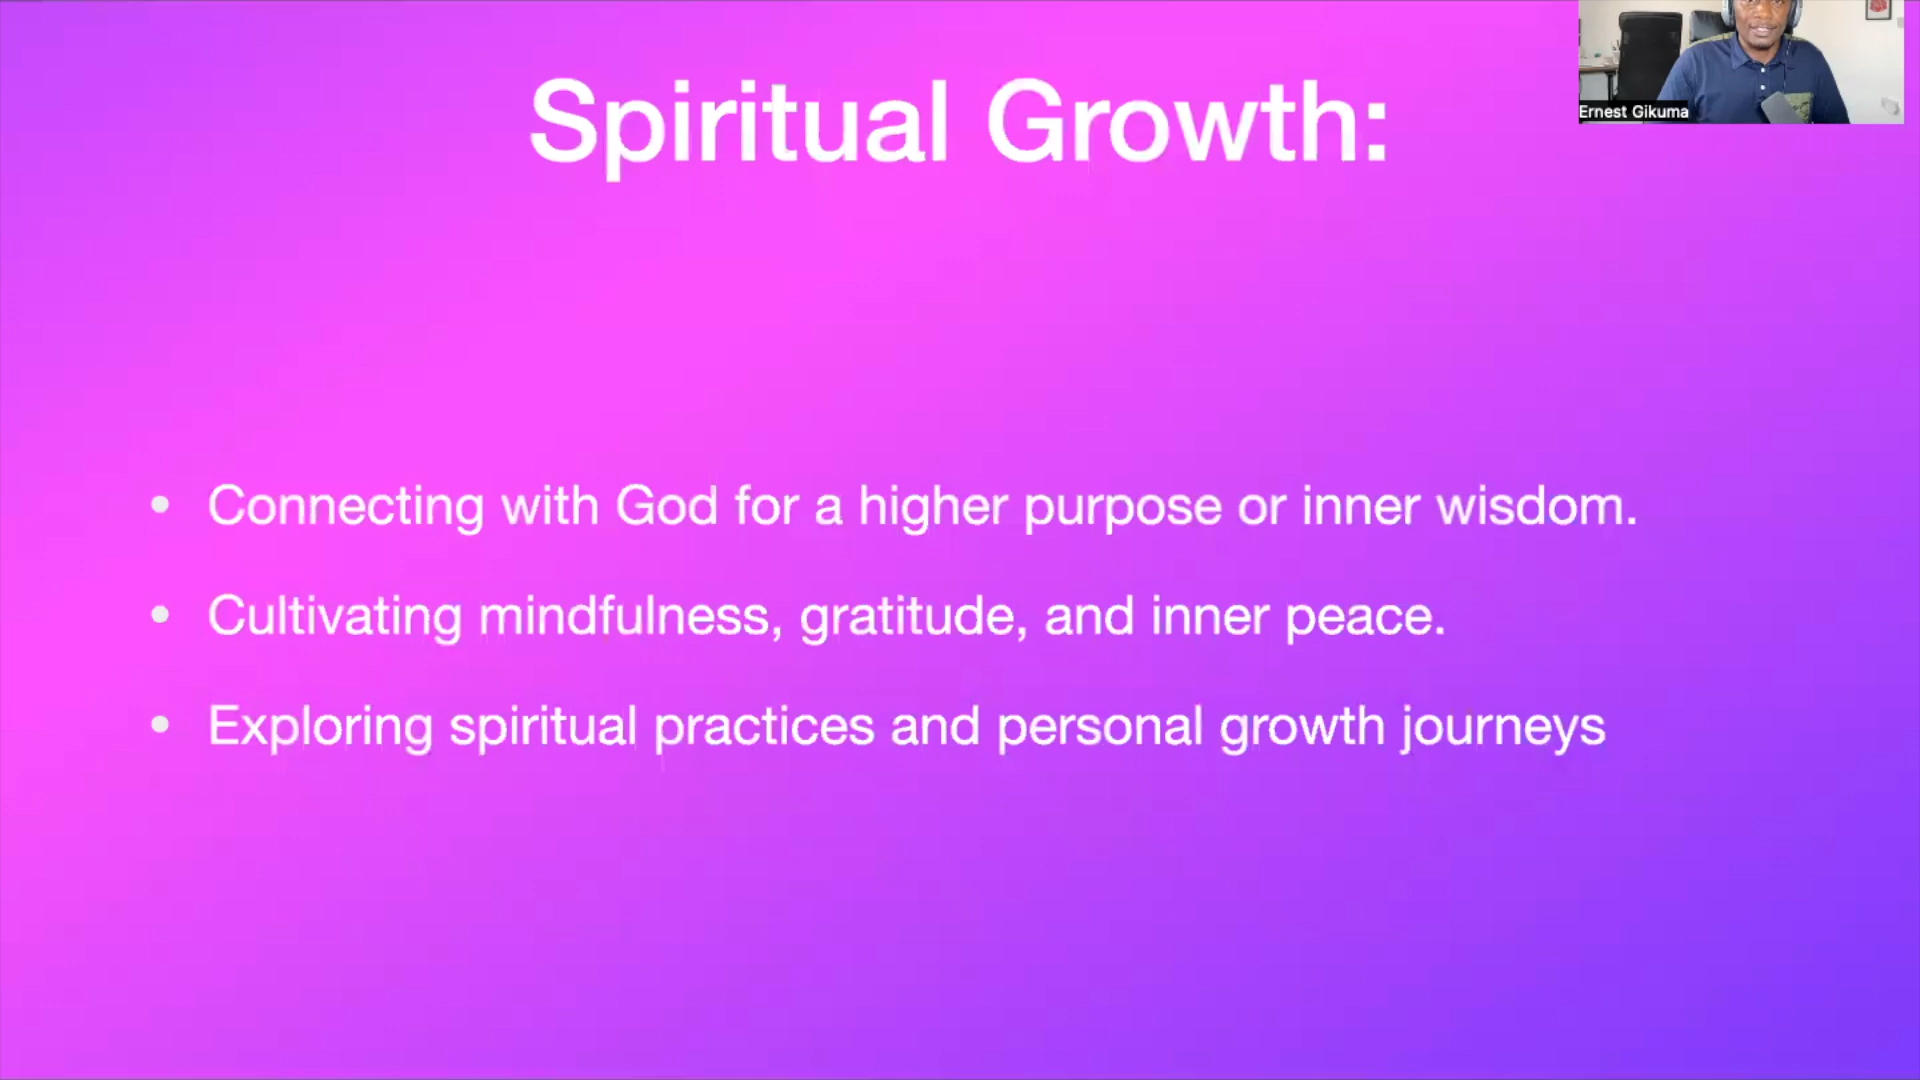 Spiritual Growth:
Ernest Gikuma
• Connecting with God for a higher purpose or inner wisdom.
• Cultivating mindfulness, gratitude, and inner peace.
• Exploring spiritual practices and personal growth journeys